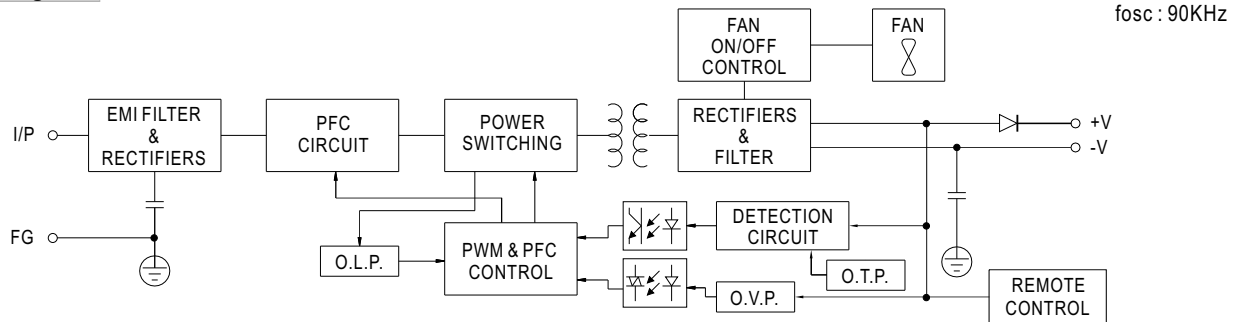 fosc : 90KHz
FAN
ON/OFF
CONTROL
FAN
I/P
EMI FILTER
&
RECTIFIERS
PFC
CIRCUIT
POWER
SWITCHING
RECTIFIERS
&
FILTER
+V
-V
FG
O.L.P.
PWM & PFC
CONTROL
DETECTION
CIRCUIT
O.T.P.
O.V.P.
REMOTE
CONTROL